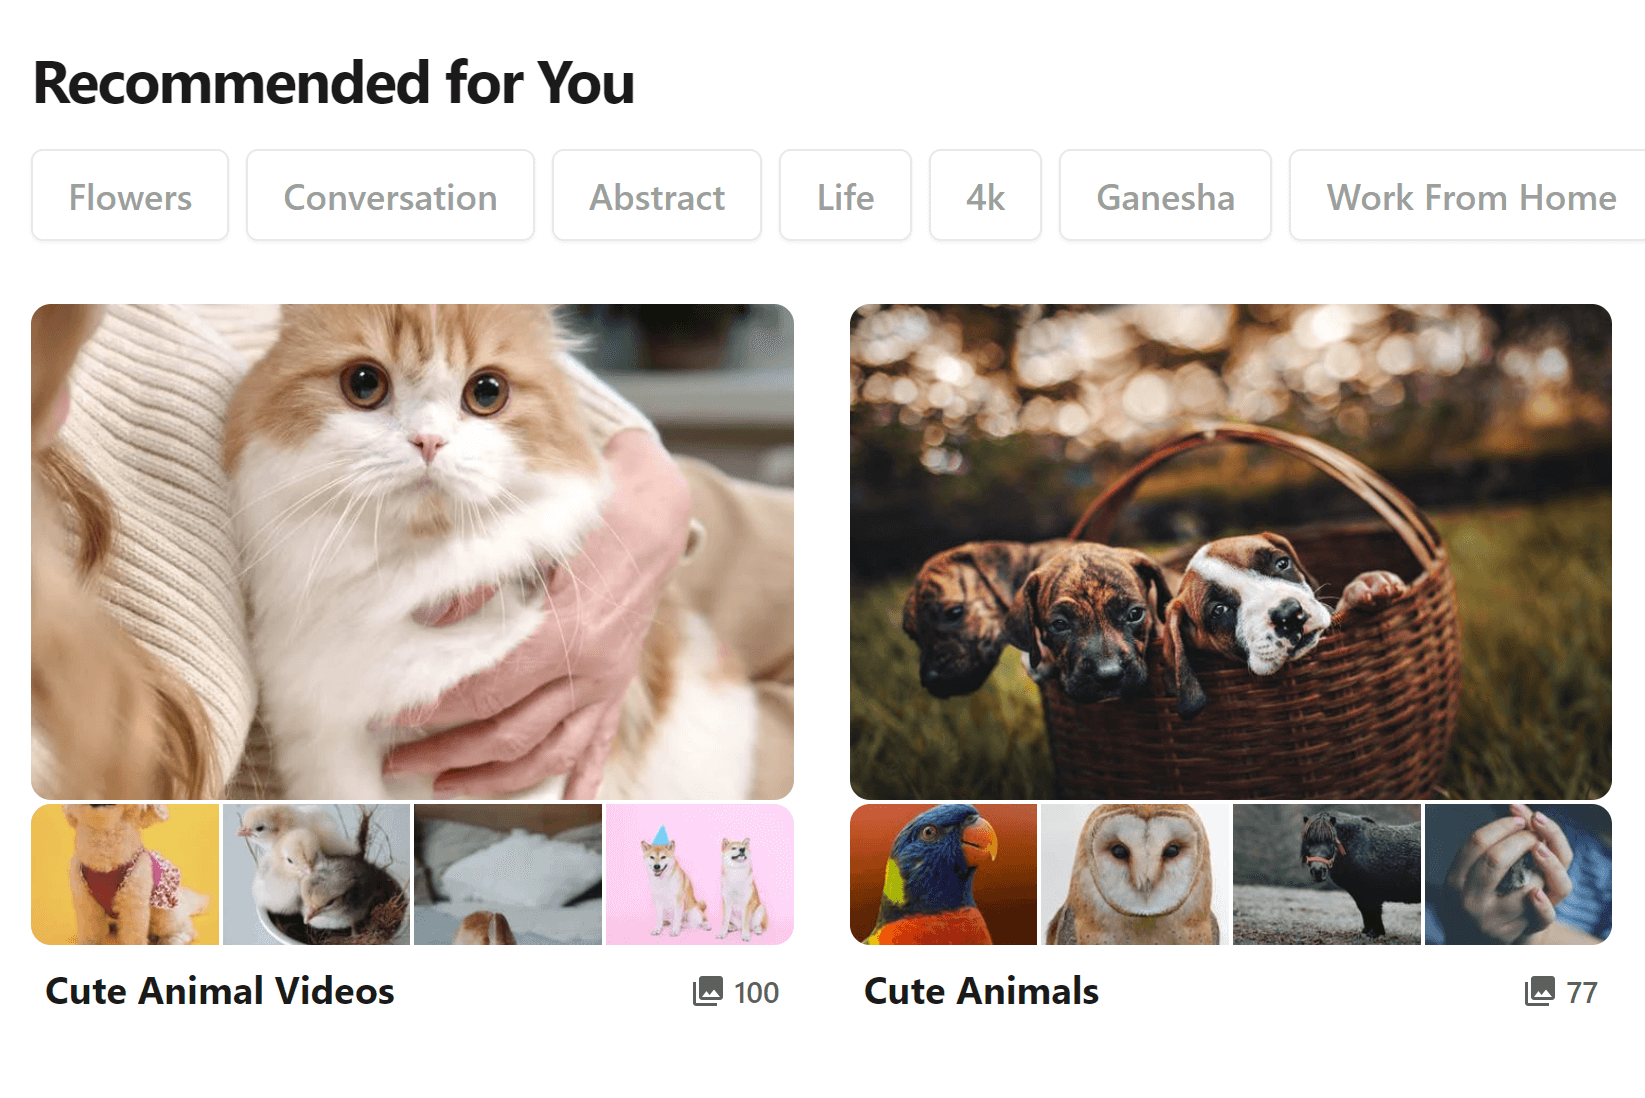 Recommended for You
Flowers Conversation Abstract Life 4k Ganesha Work From Home
Cute Animal Videos 100 Cute Animals 77